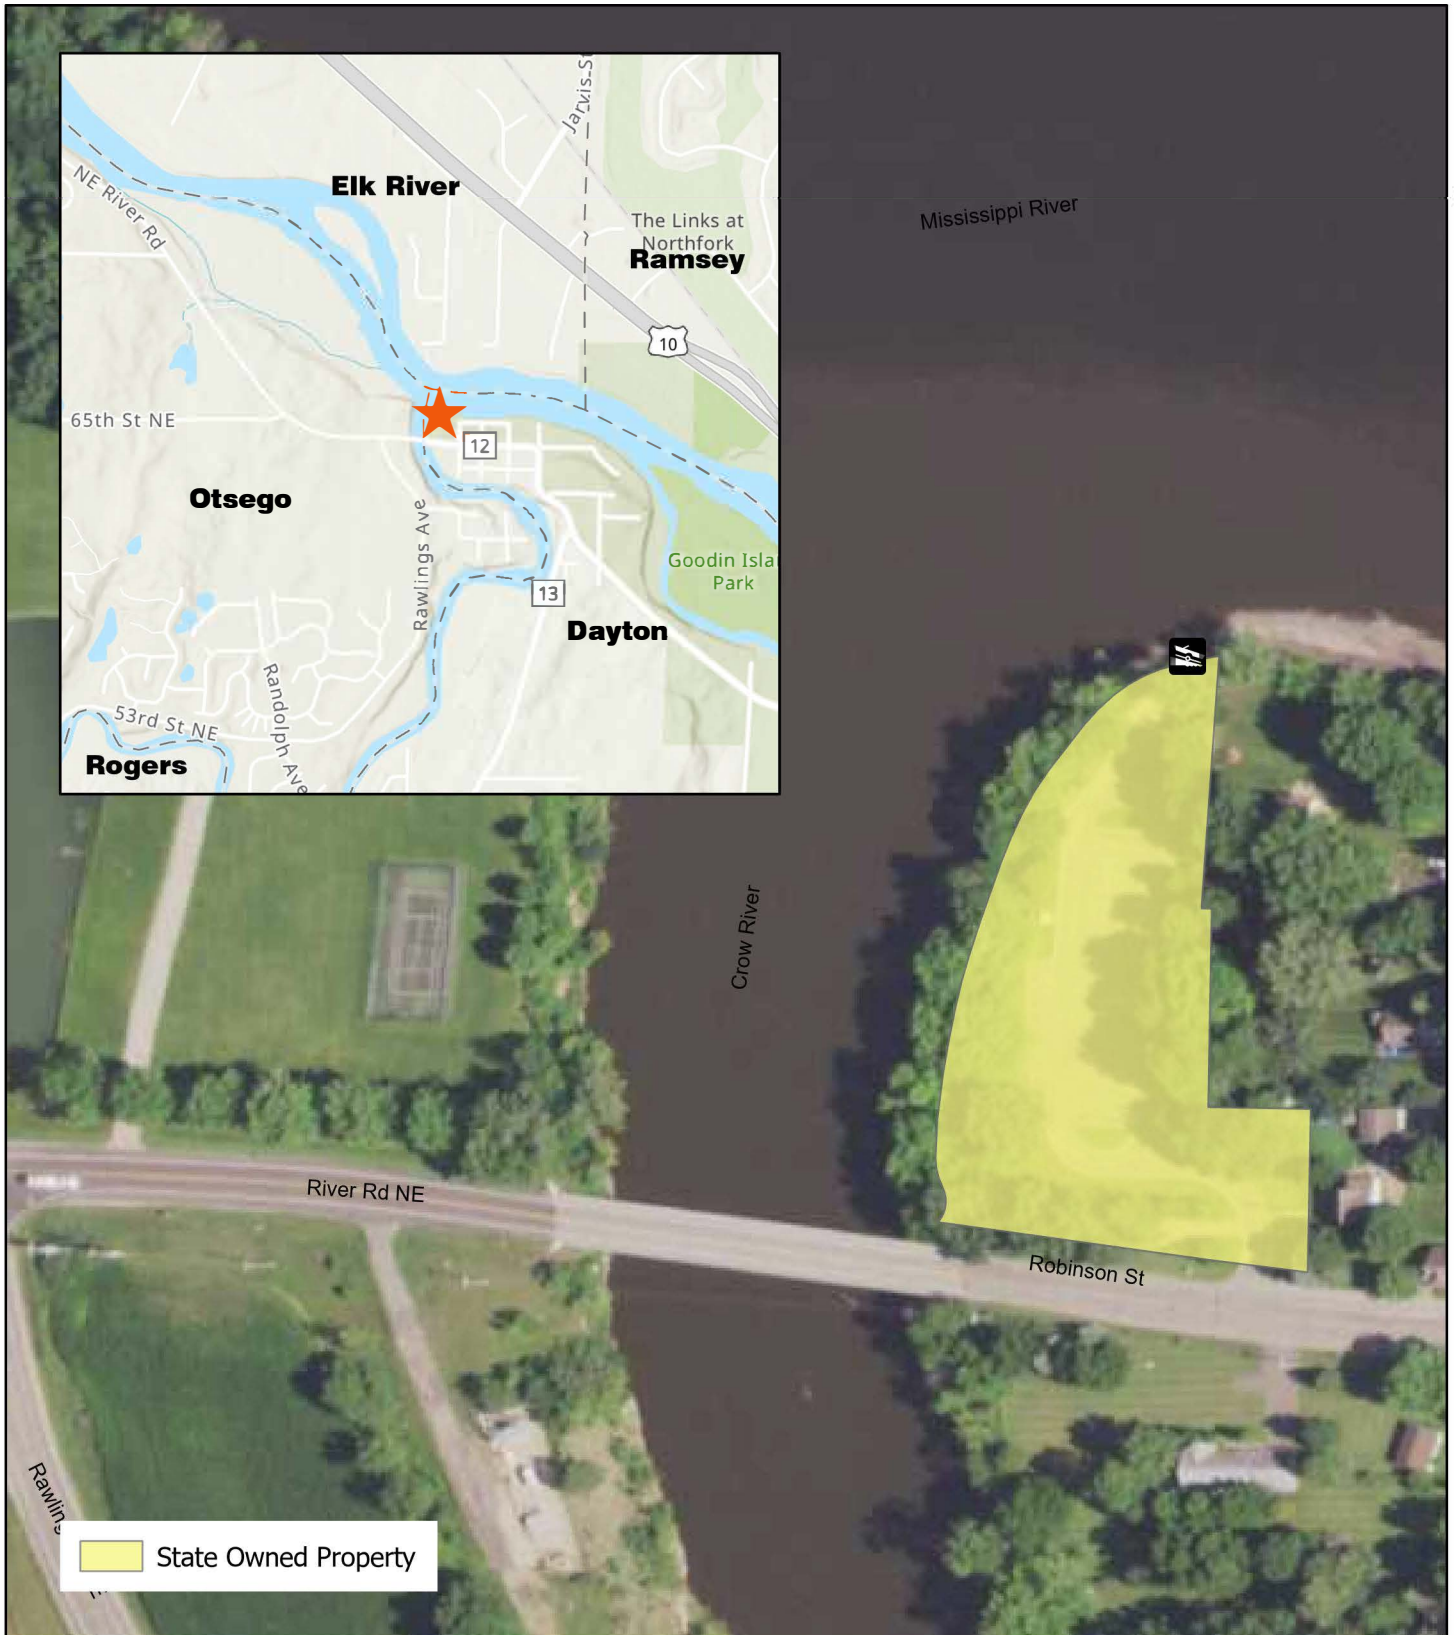 Jarvis St
NE River Rd
Elk River
The Links at
Northfork
Ramsey
Mississippi River
10
65th St NE
12
Otsego
Rawlings Ave
Goodin Isla
Park
13
Dayton
Randolph Ave
53rd St NE
Rogers
Crow River
River Rd NE
Robinson St
Rawling
State Owned Property